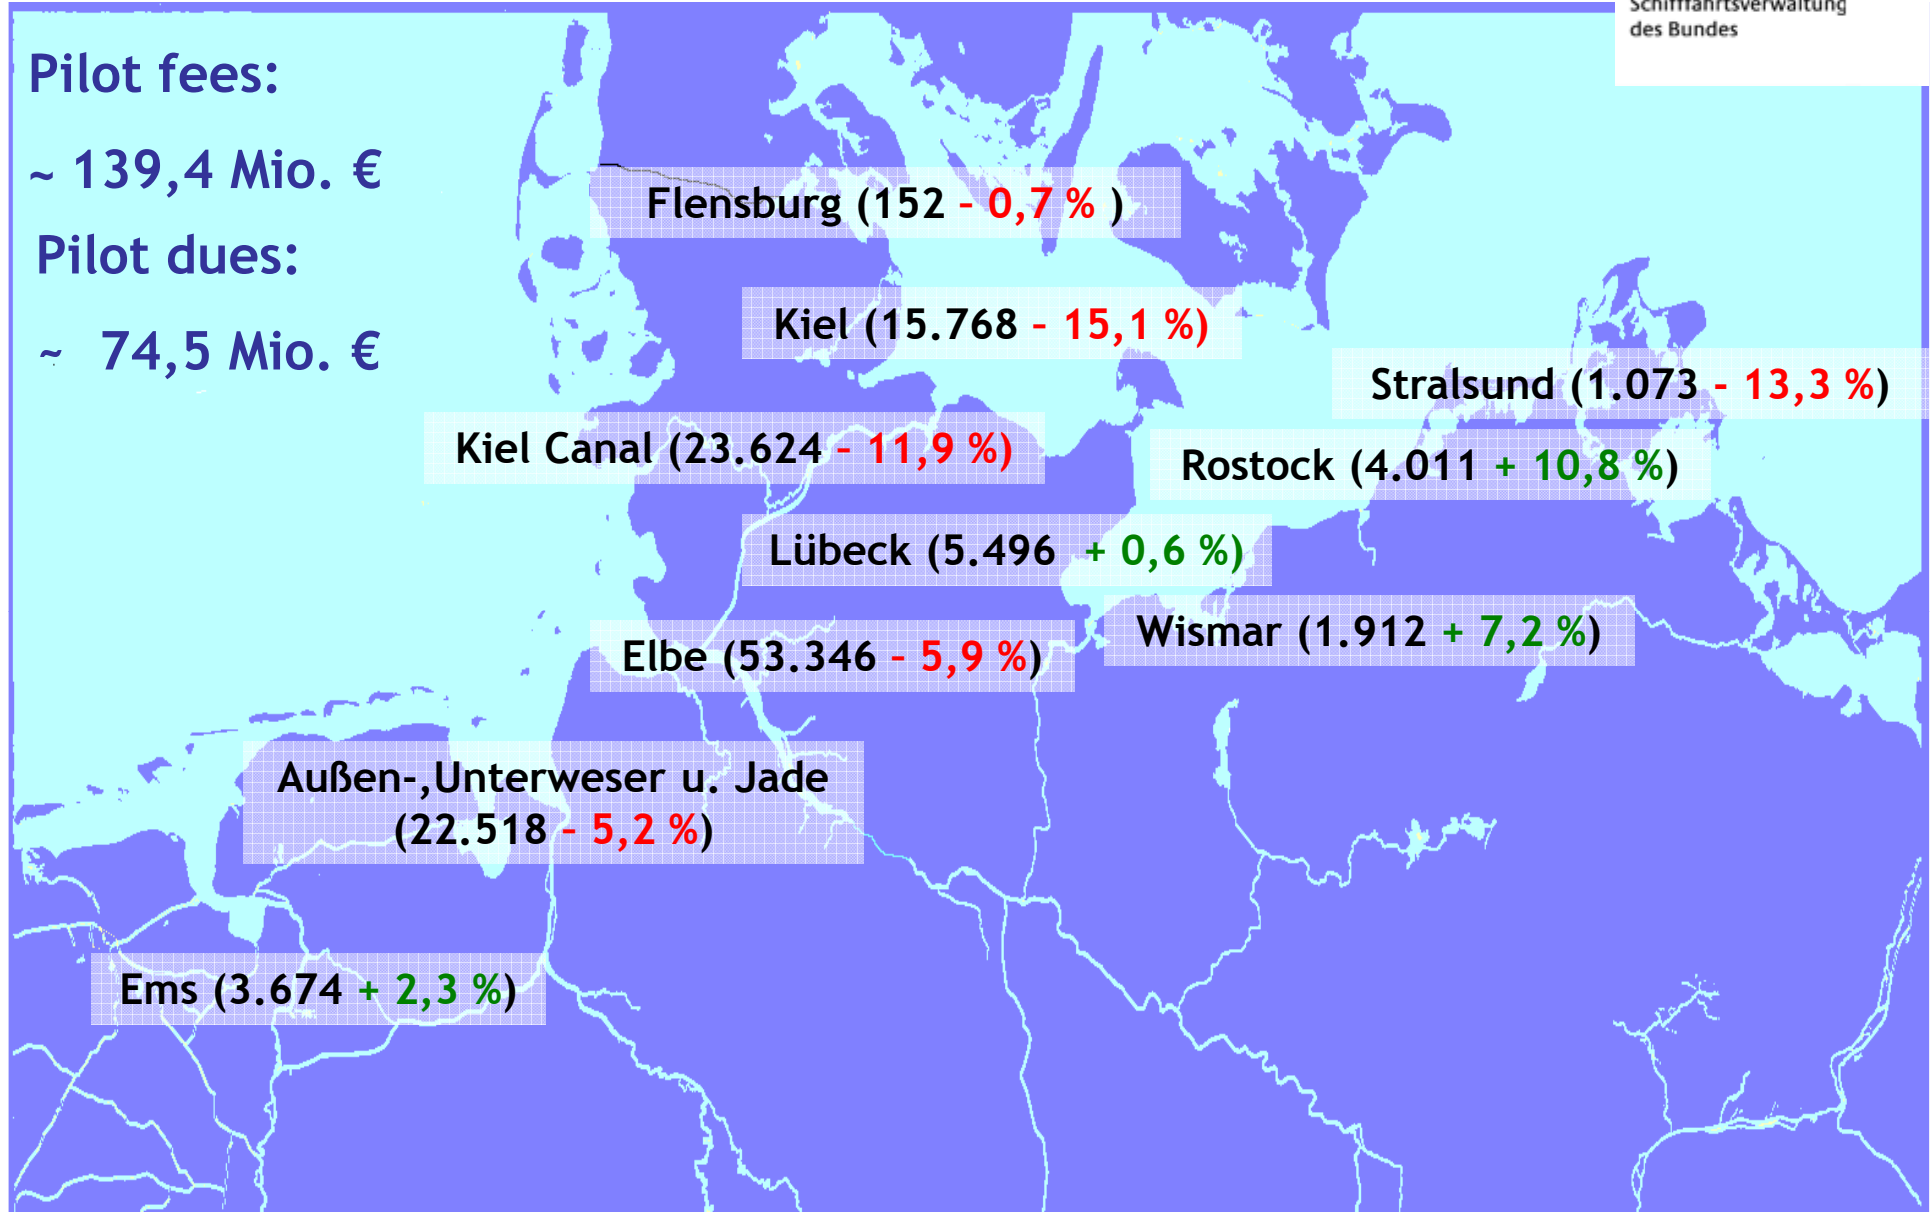 Schifffahrtsverwaltung
des Bundes
Pilot fees:
~ 139,4 Mio. €
Pilot dues:
~ 74,5 Mio. €
Flensburg (152 – 0,7 % )
Kiel (15.768 – 15,1 %)
Stralsund (1.073 - 13,3 %)
Kiel Canal (23.624 – 11,9 %)
Rostock (4.011 + 10,8 %)
Lübeck (5.496 + 0,6 %)
Wismar (1.912 + 7,2 %)
Elbe (53.346 – 5,9 %)
Außen-,Unterweser u. Jade
(22.518 – 5,2 %)
Ems (3.674 + 2,3 %)